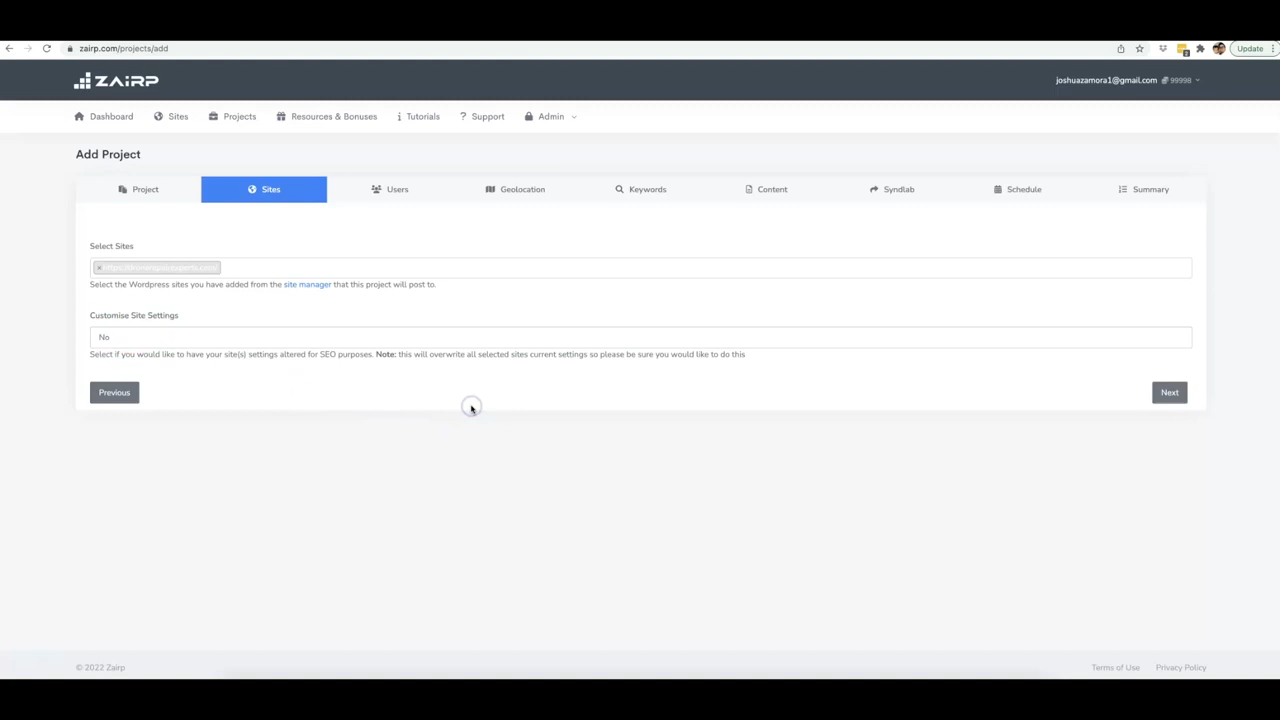 zairp.com/projects/add
Update
2
ZAiRP
joshuazamora1@gmail.com 99998
Dashboard Sites Projects Resources & Bonuses Tutorials Support Admin
Add Project
Project Sites Users Geolocation Keywords Content Syndlab Schedule Summary
Select Sites
×
Select the Wordpress sites you have added from the site manager that this project will post to.
Customise Site Settings
No
Select if you would like to have your site(s) settings altered for SEO purposes. Note: this will overwrite all selected sites current settings so please be sure you would like to do this
Previous
Next
© 2022 Zairp
Terms of Use Privacy Policy